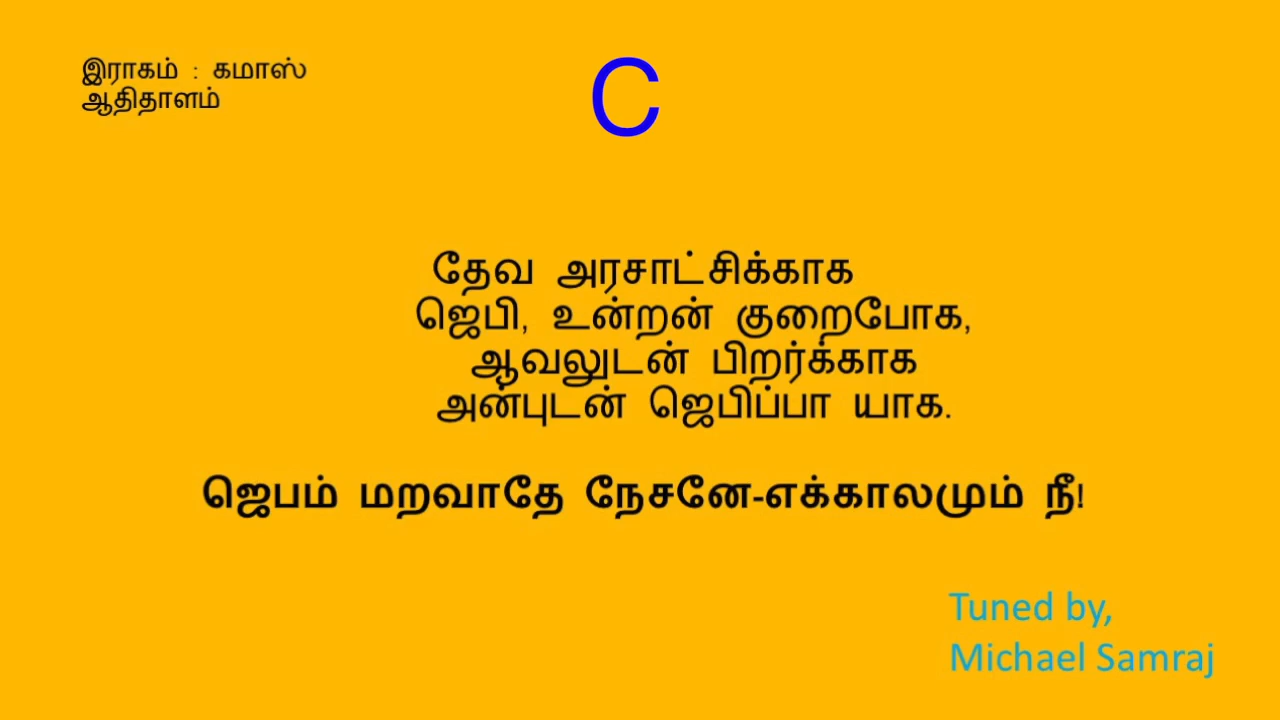 இராகம் : கமாஸ்
ஆதிதாளம்
C
தேவ அரசாட்சிக்காக
ஜெபி, உன்றன் குறைபோக,
ஆவலுடன் பிறர்க்காக
அன்புடன் ஜெபிப்பா யாக.
ஜெபம் மறவாதே நேசனே-எக்காலமும் நீ!
Tuned by,
Michael Samraj